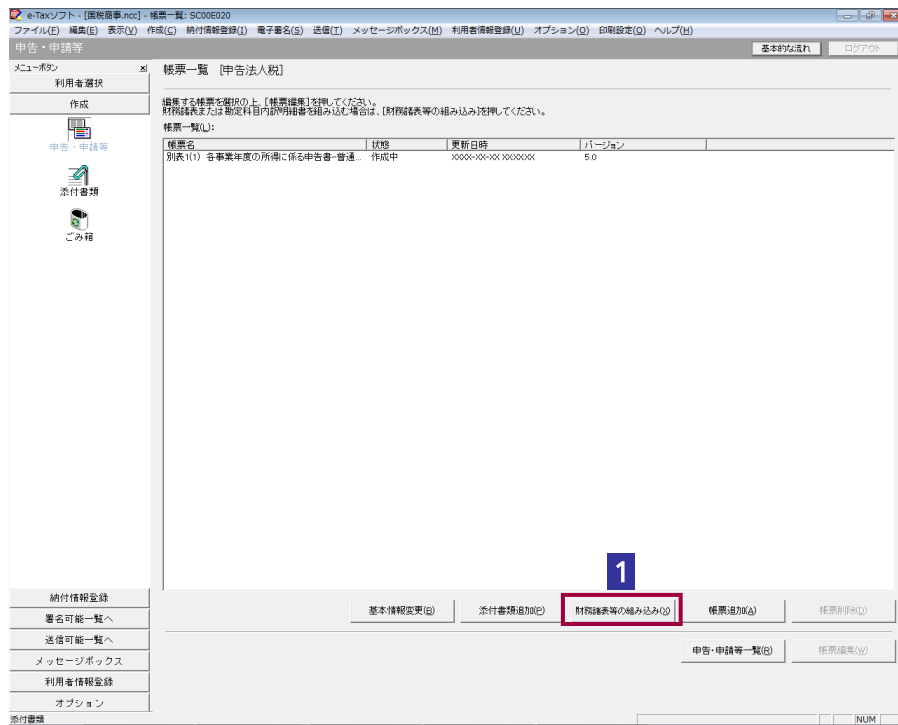 e-Taxソフト - [国税商事.ncc] - 帳票一覧: SC00E020
ファイル(F) 編集(E) 表示(V) 作成(C) 納付情報登録(I) 電子署名(S) 送信(T) メッセージボックス(M) 利用者情報登録(U) オプション(O) 印刷設定(Q) ヘルプ(H)
申告・申請等 基本的な流れ ログアウト
メニューボタン x
利用者選択
作成
申告・申請等
添付書類
ごみ箱
帳票一覧 [申告法人税]
編集する帳票を選択の上、[帳票編集]を押してください。
財務諸表または勘定科目内訳明細書を組み込む場合は、[財務諸表等の組み込み]を押してください。
帳票一覧(L):
帳票名 状態 更新日時 バージョン
別表1(1) 各事業年度の所得に係る申告書-普通... 作成中 XXXX-XX-XX XXXXXXX 5.0
1
基本情報変更(B) 添付書類追加(P) 財務諸表等の組み込み(X) 帳票追加(A) 帳票削除(D)
申告・申請等一覧(R) 帳票編集(W)
納付情報登録
署名可能一覧へ
送信可能一覧へ
メッセージボックス
利用者情報登録
オプション
添付書類 NUM